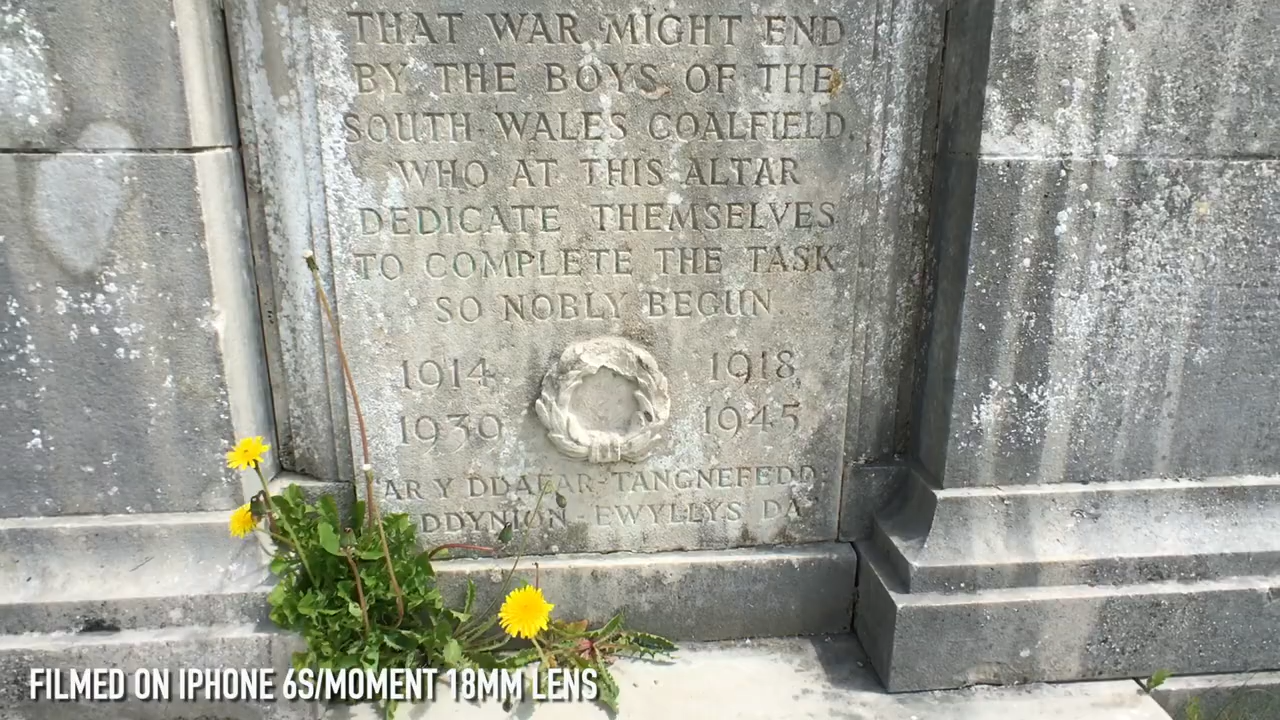 THAT WAR MIGHT END
BY THE BOYS OF THE
SOUTH WALES COALFIELD.
WHO AT THIS ALTAR
DEDICATE THEMSELVES
TO COMPLETE THE TASK
SO NOBLY BEGUN.
1914 1918
1939 1945
AR Y DDAEAR-TANGNEFEDD:
DDYNION-EWYLLYS DA
FILMED ON IPHONE 6S/MOMENT 18MM LENS